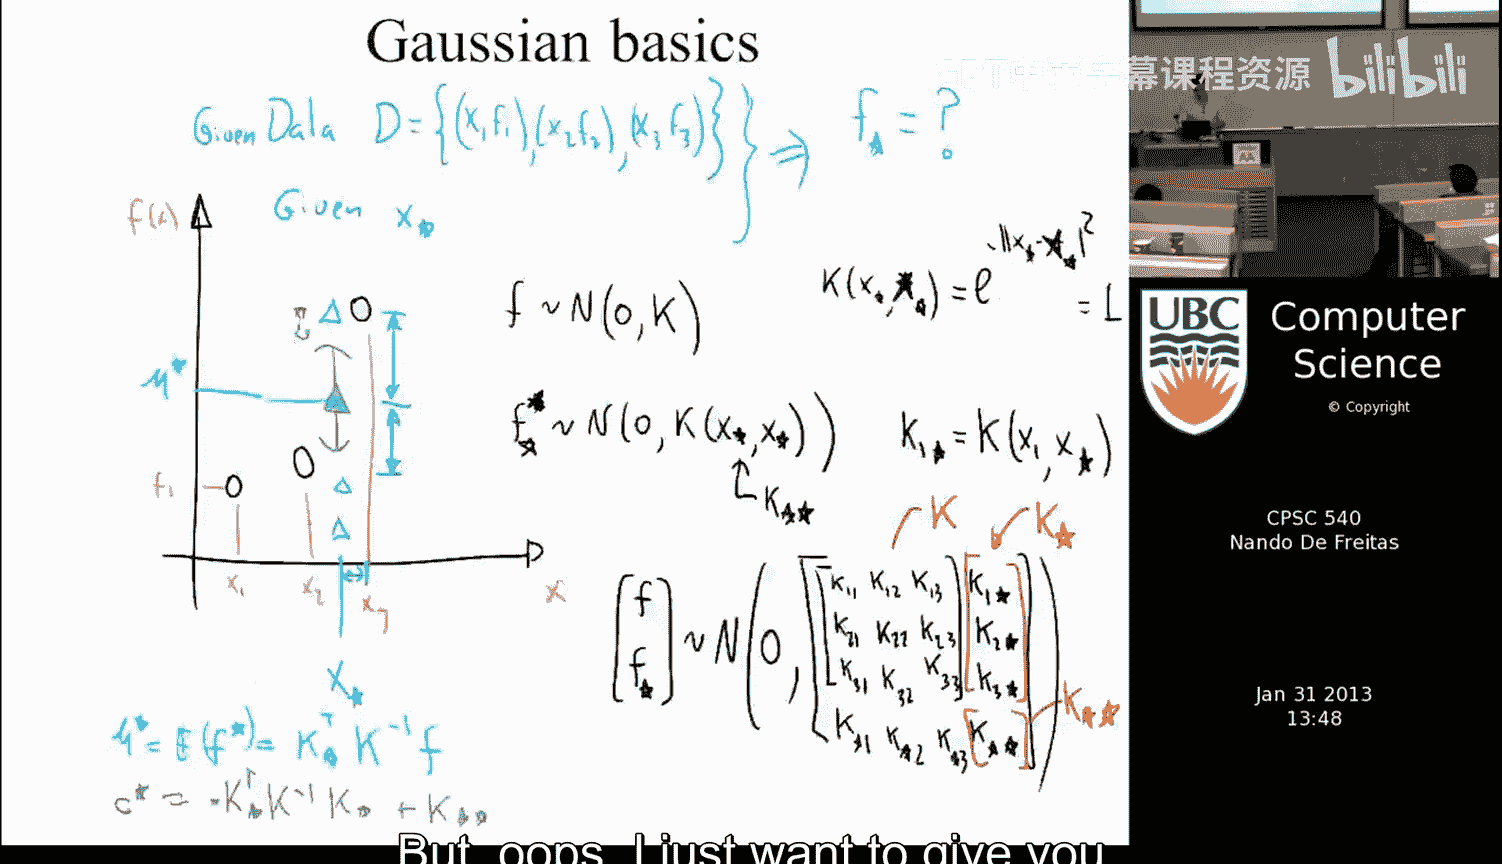 Gaussian basics
Given Data D = {(x₁ f₁), (x₂ f₂), (x₃ f₃)} ⇒ f⋆ = ?
Given x⋆
f(x)
f ~ N(0, K)
K(x⋆, x⋆) = e^{-||x⋆-x⋆||²} = 1
μ*
f⋆ ~ N(0, K(x⋆, x⋆))
K⋆⋆
K₁⋆ = K(x₁, x⋆)
f₁
K
K⋆
x₁ x₂ x₃ x
[f f⋆] ~ N(0,
K₁₁ K₁₂ K₁₃ K₁⋆
K₂₁ K₂₂ K₂₃ K₂⋆
K₃₁ K₃₂ K₃₃ K₃⋆
K⋆₁ K⋆₂ K⋆₃ K⋆⋆
)
K⋆⋆
x⋆
μ* = E(f*) = K⋆ᵀ K⁻¹ f
c* = -K⋆ᵀ K⁻¹ K⋆ + K⋆⋆
But, oops, I just want to give you
幕课程资源
bilibili
UBC
Computer
Science
© Copyright
CPSC 540
Nando De Freitas
Jan 31 2013
13:48